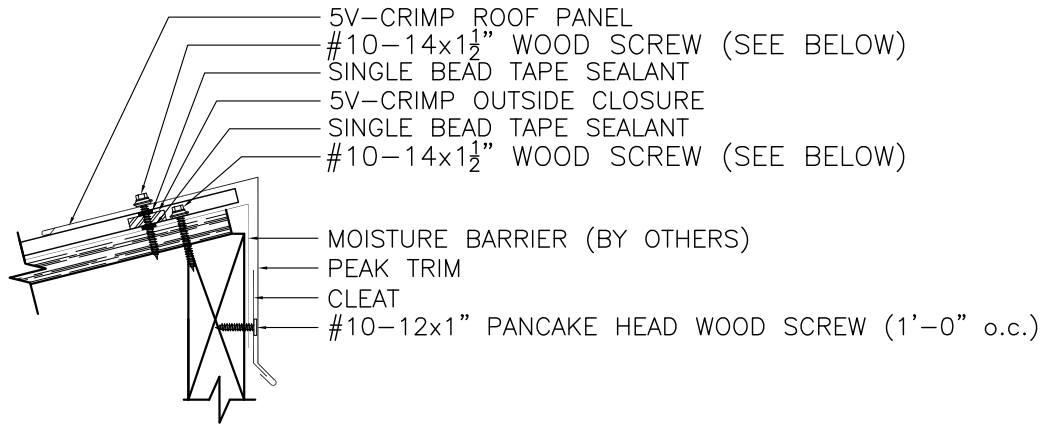 5V-CRIMP ROOF PANEL
#10-14x1½" WOOD SCREW (SEE BELOW)
SINGLE BEAD TAPE SEALANT
5V-CRIMP OUTSIDE CLOSURE
SINGLE BEAD TAPE SEALANT
#10-14x1½" WOOD SCREW (SEE BELOW)
MOISTURE BARRIER (BY OTHERS)
PEAK TRIM
CLEAT
#10-12x1" PANCAKE HEAD WOOD SCREW (1'-0" o.c.)